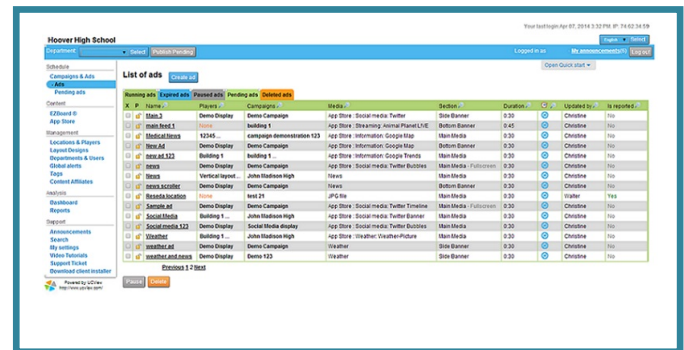 Your last login Apr 07, 2014 3:32 PM. IP: 74.62.34.59
Hoover High School
English Select
Department: Select Publish Pending Logged in as My announcements(1) Log out
Open Quick start
Schedule
Campaigns & Ads
- Ads
Pending ads
Content
EZBoard ®
App Store
Management
Locations & Players
Layout Designs
Departments & Users
Global alerts
Tags
Content Affiliates
Analysis
Dashboard
Reports
Support
Announcements
Search
My settings
Video Tutorials
Support Ticket
Download client installer
Powered by UCView
http://www.ucview.com/
List of ads Create ad
Running ads Expired ads Paused ads Pending ads Deleted ads
X P Name Players Campaigns Media Section Duration Updated by Is reported
Main 3 Demo Display Demo Campaign App Store : Social media: Twitter Side Banner 0:30 Christine No
main feed 1 None building 1 App Store : Streaming: Animal Planet L!VE Bottom Banner 0:45 Christine No
Medical News 12345... campaign demonstration 123 App Store : Information: Google Map Main Media 0:30 Christine No
New Ad Demo Display Demo Campaign App Store : Information: Google Map Bottom Banner 0:30 Christine No
new ad 123 Building 1 building 1 ... App Store : Information: Google Trends Main Media 0:30 Christine No
news Demo Display Demo Campaign App Store : Social media: Twitter Bubbles Main Media - Fullscreen 0:30 Christine No
News Vertical layout... John Madison High News Main Media 0:30 Christine No
news scroller Demo Display Demo Campaign News Bottom Banner 0:30 Christine No
Reseda location None test 21 JPG file Main Media 0:30 Walter Yes
Sample ad Demo Display Demo Campaign App Store : Social media: Twitter Timeline Main Media - Fullscreen 0:30 Christine No
Social Media Building 1 ... John Madison High App Store : Social media: Twitter Banner Main Media 0:30 Christine No
Social media 123 Demo Display Social Media display App Store : Social media: Twitter Bubbles Main Media 0:30 Christine No
Weather Building 1 ... John Madison High App Store : Weather: Weather-Picture Main Media 0:30 Christine No
weather ad Demo Display Demo Campaign Weather Side Banner 0:30 Christine No
weather and news Demo Display Demo 123 Weather Side Banner 0:30 Christine No
Previous 1 2 Next
Pause Delete